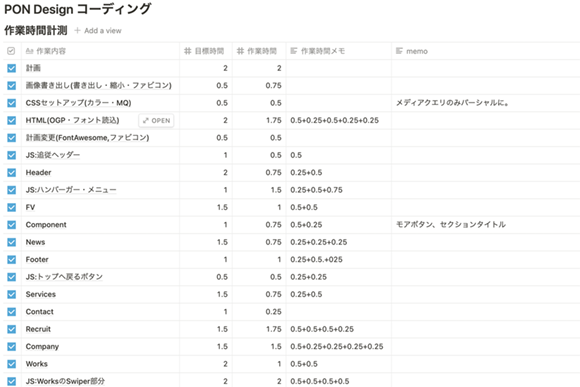 PON Design コーディング
作業時間計測 + Add a view
作業内容 目標時間 作業時間 作業時間メモ memo
計画 2 2
画像書き出し(書き出し・縮小・ファビコン) 0.5 0.75
CSSセットアップ(カラー・MQ) 0.5 0.5 メディアクエリのみパーシャルに。
HTML(OGP・フォント読込) OPEN 2 1.75 0.5+0.25+0.5+0.25+0.25
計画変更(FontAwesome,ファビコン) 0.5 0.5
JS:追従ヘッダー 1 0.5 0.5
Header 2 0.75 0.25+0.5
JS:ハンバーガー・メニュー 1 1.5 0.25+0.5+0.75
FV 1.5 1 0.5+0.5
Component 1 0.75 0.5+0.25 モアボタン、セクションタイトル
News 1.5 0.75 0.25+0.25+0.25
Footer 1 1 0.25+0.5.+025
JS:トップへ戻るボタン 0.5 0.5 0.25+0.25
Services 1.5 0.75 0.25+0.5
Contact 1 0.25
Recruit 1.5 1.75 0.5+0.5+0.5+0.25
Company 1.5 1.5 0.5+0.25+0.25+0.25+0.25
Works 2 1 0.5+0.5
JS:WorksのSwiper部分 2 2 0.5+0.5+0.5+0.5